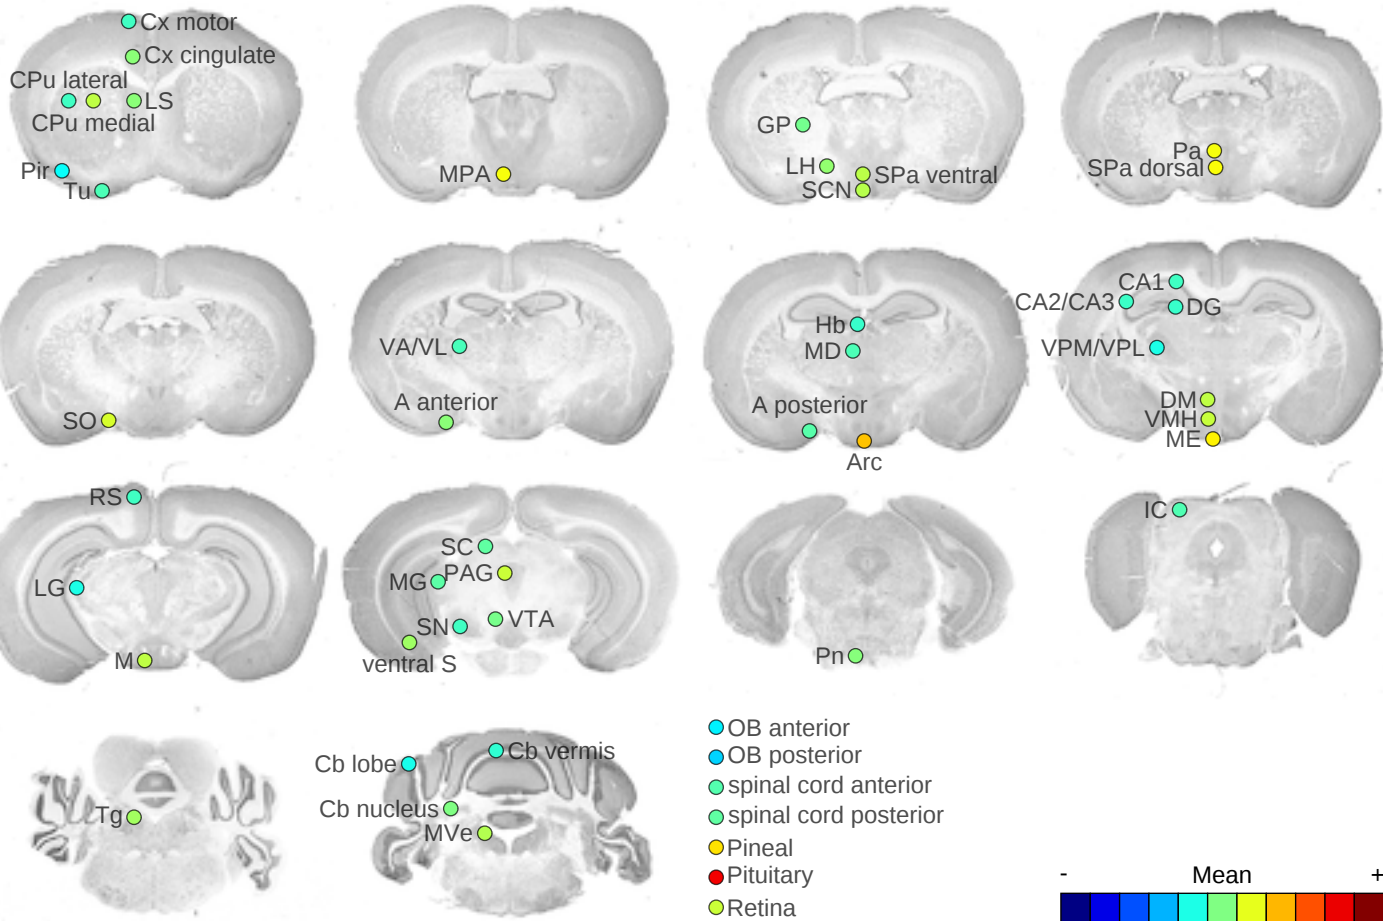 Cx motor
Cx cingulate
CPu lateral
LS
CPu medial
Pir
Tu
MPA
GP
LH
SPa ventral
SCN
Pa
SPa dorsal
SO
VA/VL
A anterior
Hb
MD
A posterior
Arc
CA1
CA2/CA3
DG
VPM/VPL
DM
VMH
ME
RS
LG
M
SC
PAG
MG
VTA
SN
ventral S
Pn
IC
Tg
Cb vermis
Cb lobe
Cb nucleus
MVe
OB anterior
OB posterior
spinal cord anterior
spinal cord posterior
Pineal
Pituitary
Retina
- Mean +